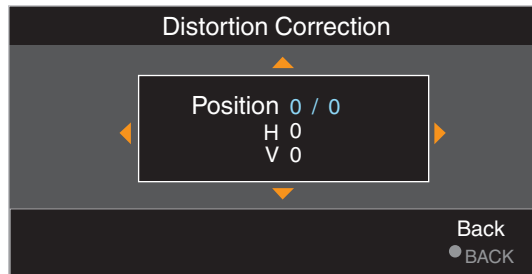 Distortion Correction
Position 0 / 0
H 0
V 0
Back
BACK